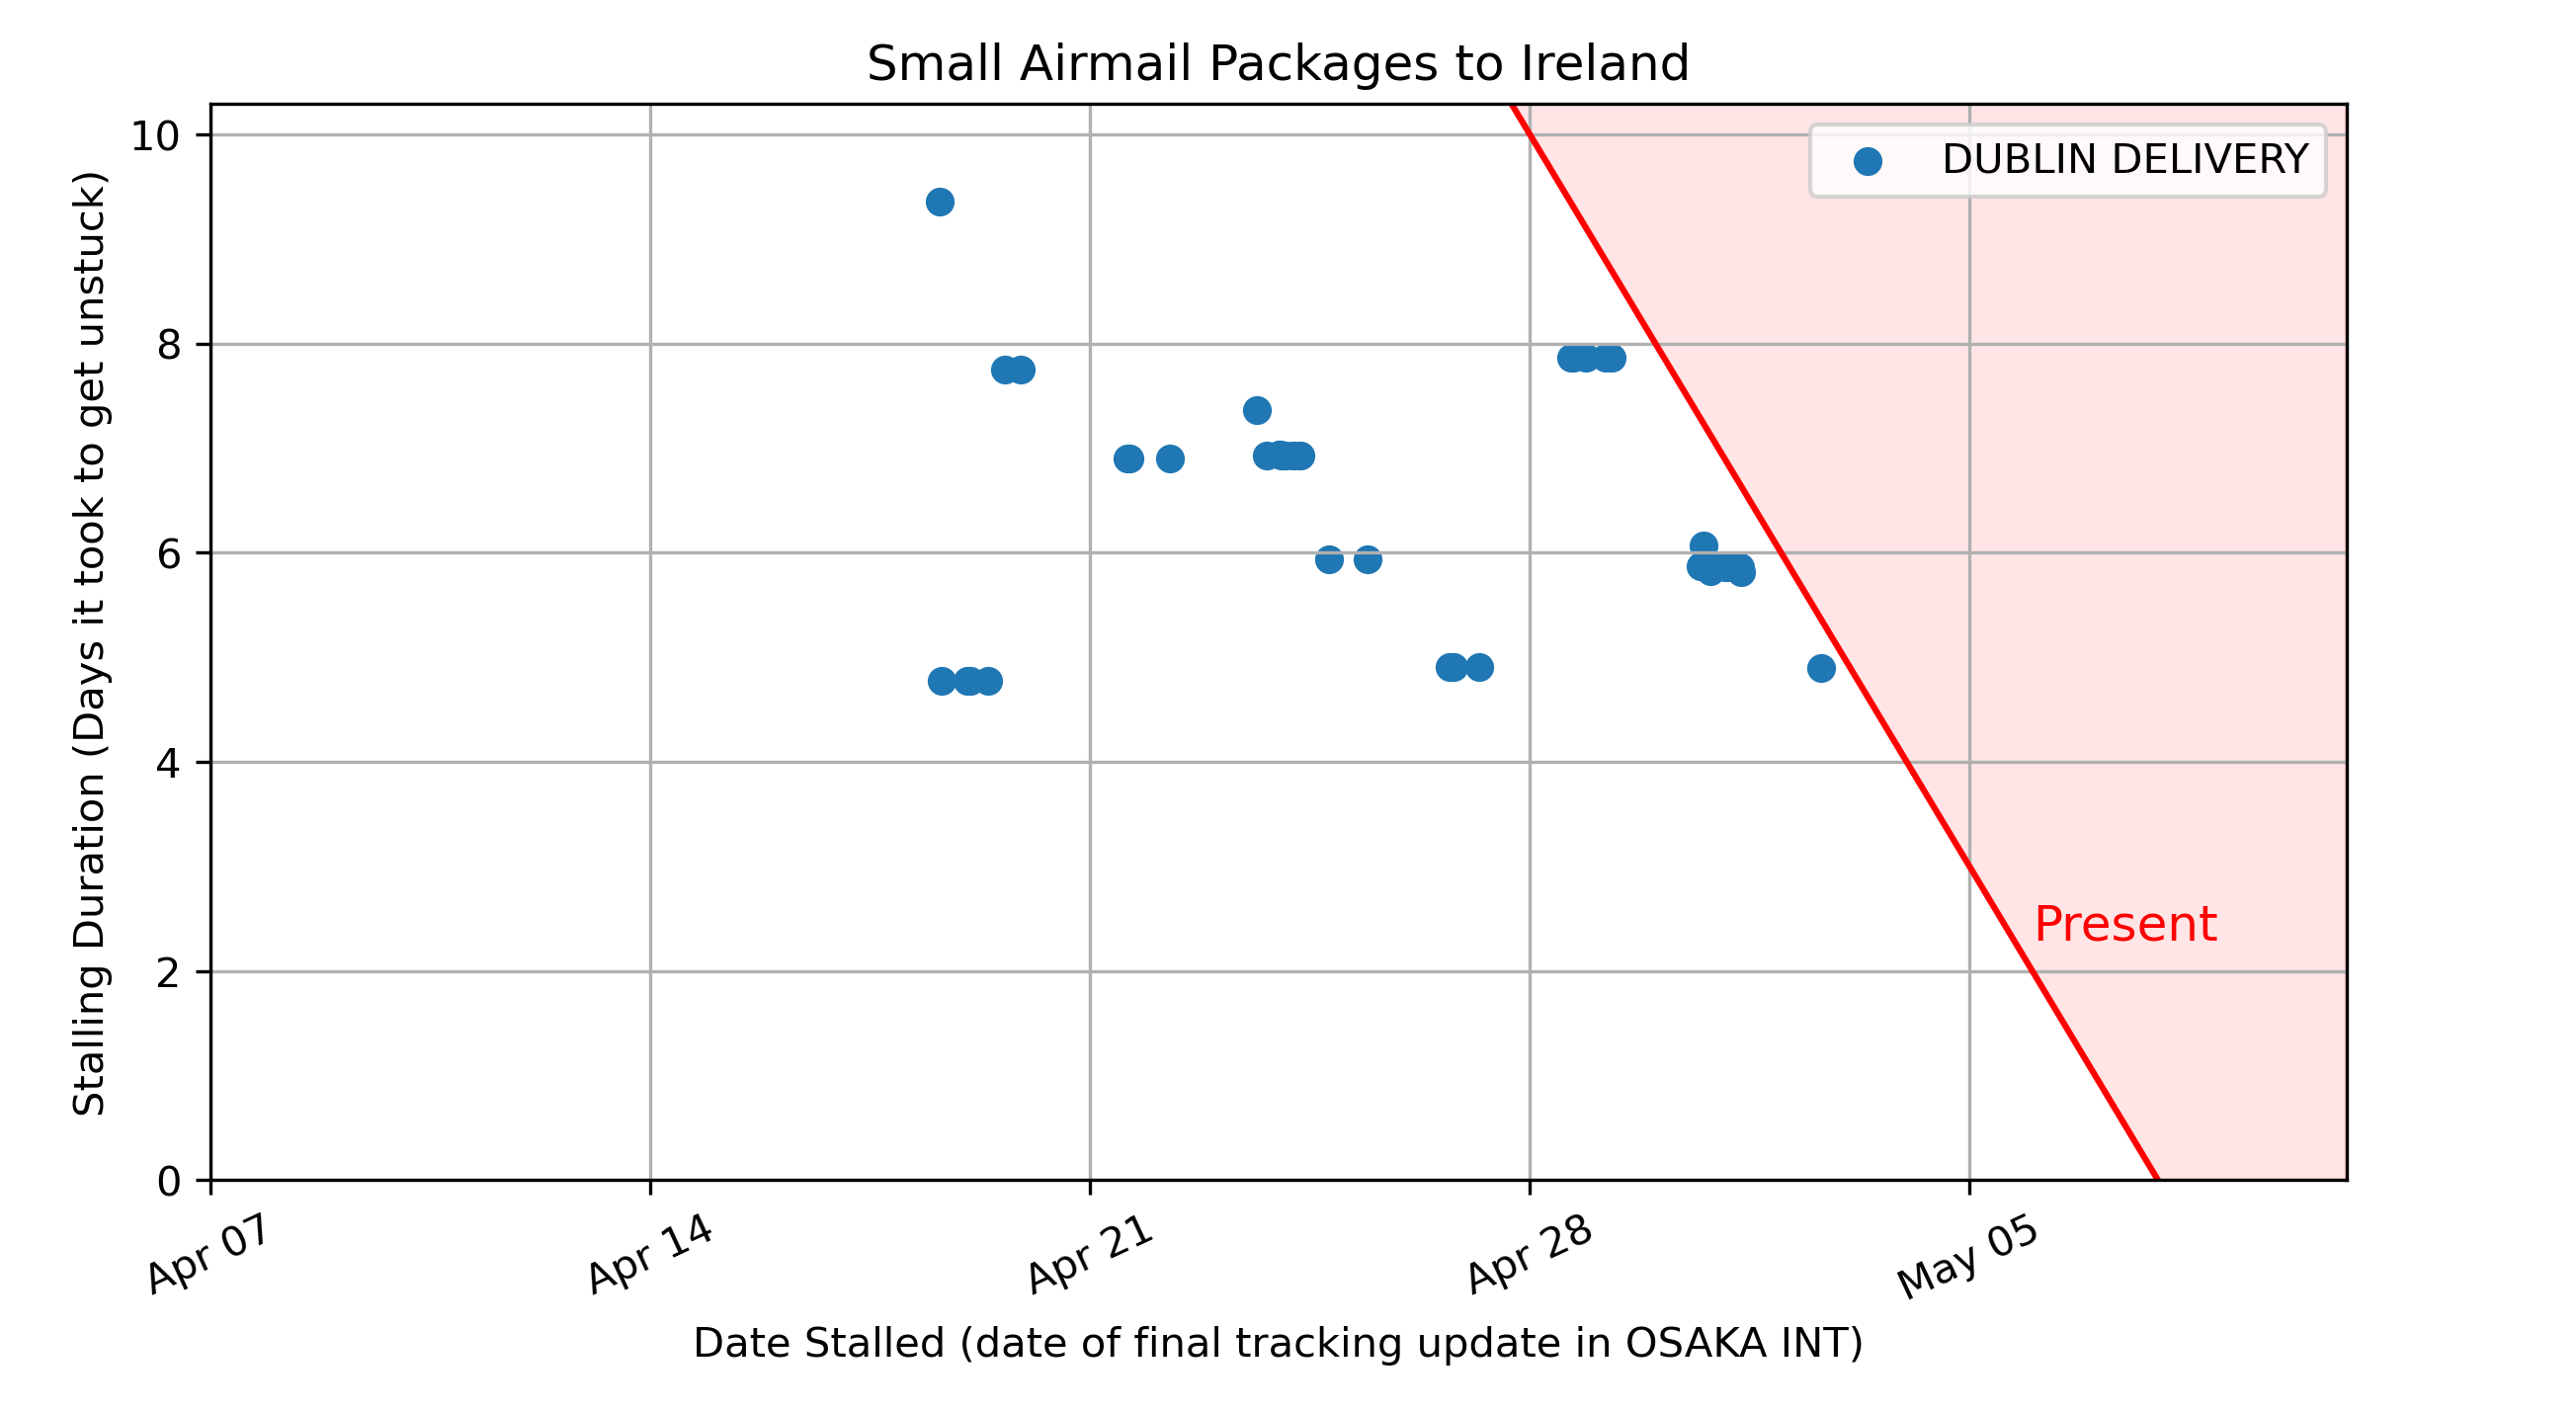 Small Airmail Packages to Ireland
DUBLIN DELIVERY
Stalling Duration (Days it took to get unstuck)
10
8
6
4
2
0
Present
Apr 07
Apr 14
Apr 21
Apr 28
May 05
Date Stalled (date of final tracking update in OSAKA INT)